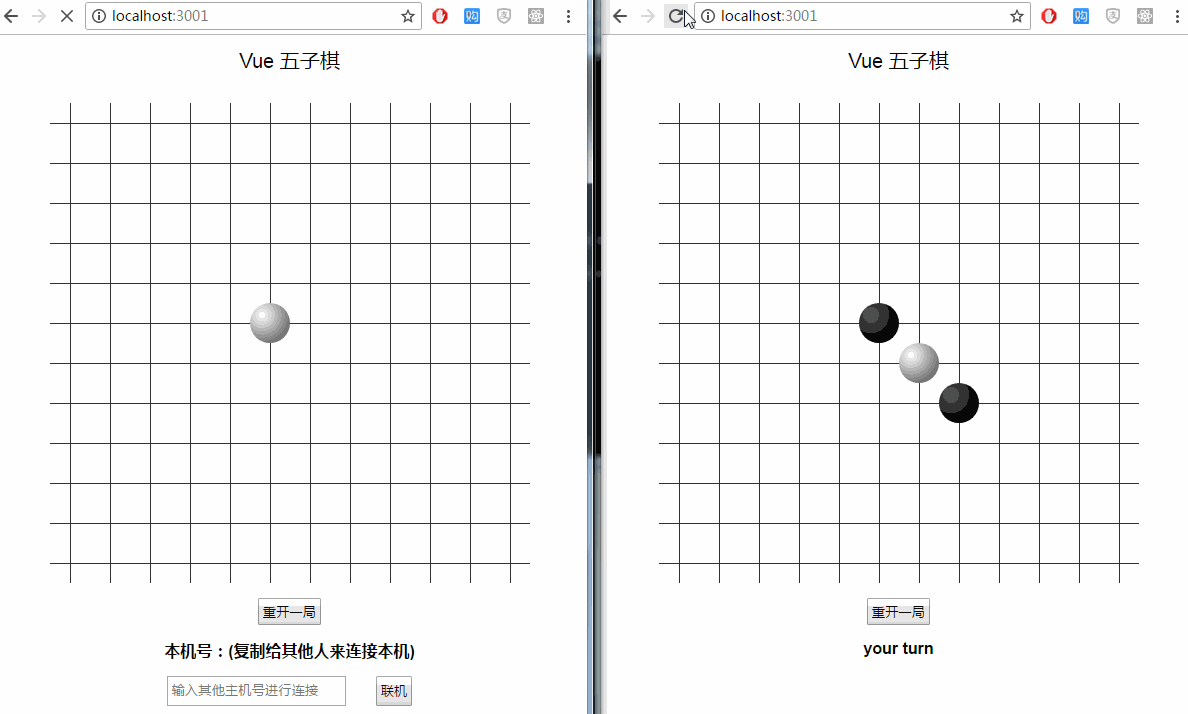 localhost:3001
Vue 五子棋
重开一局
本机号：(复制给其他人来连接本机)
输入其他主机号进行连接
联机
localhost:3001
Vue 五子棋
重开一局
your turn